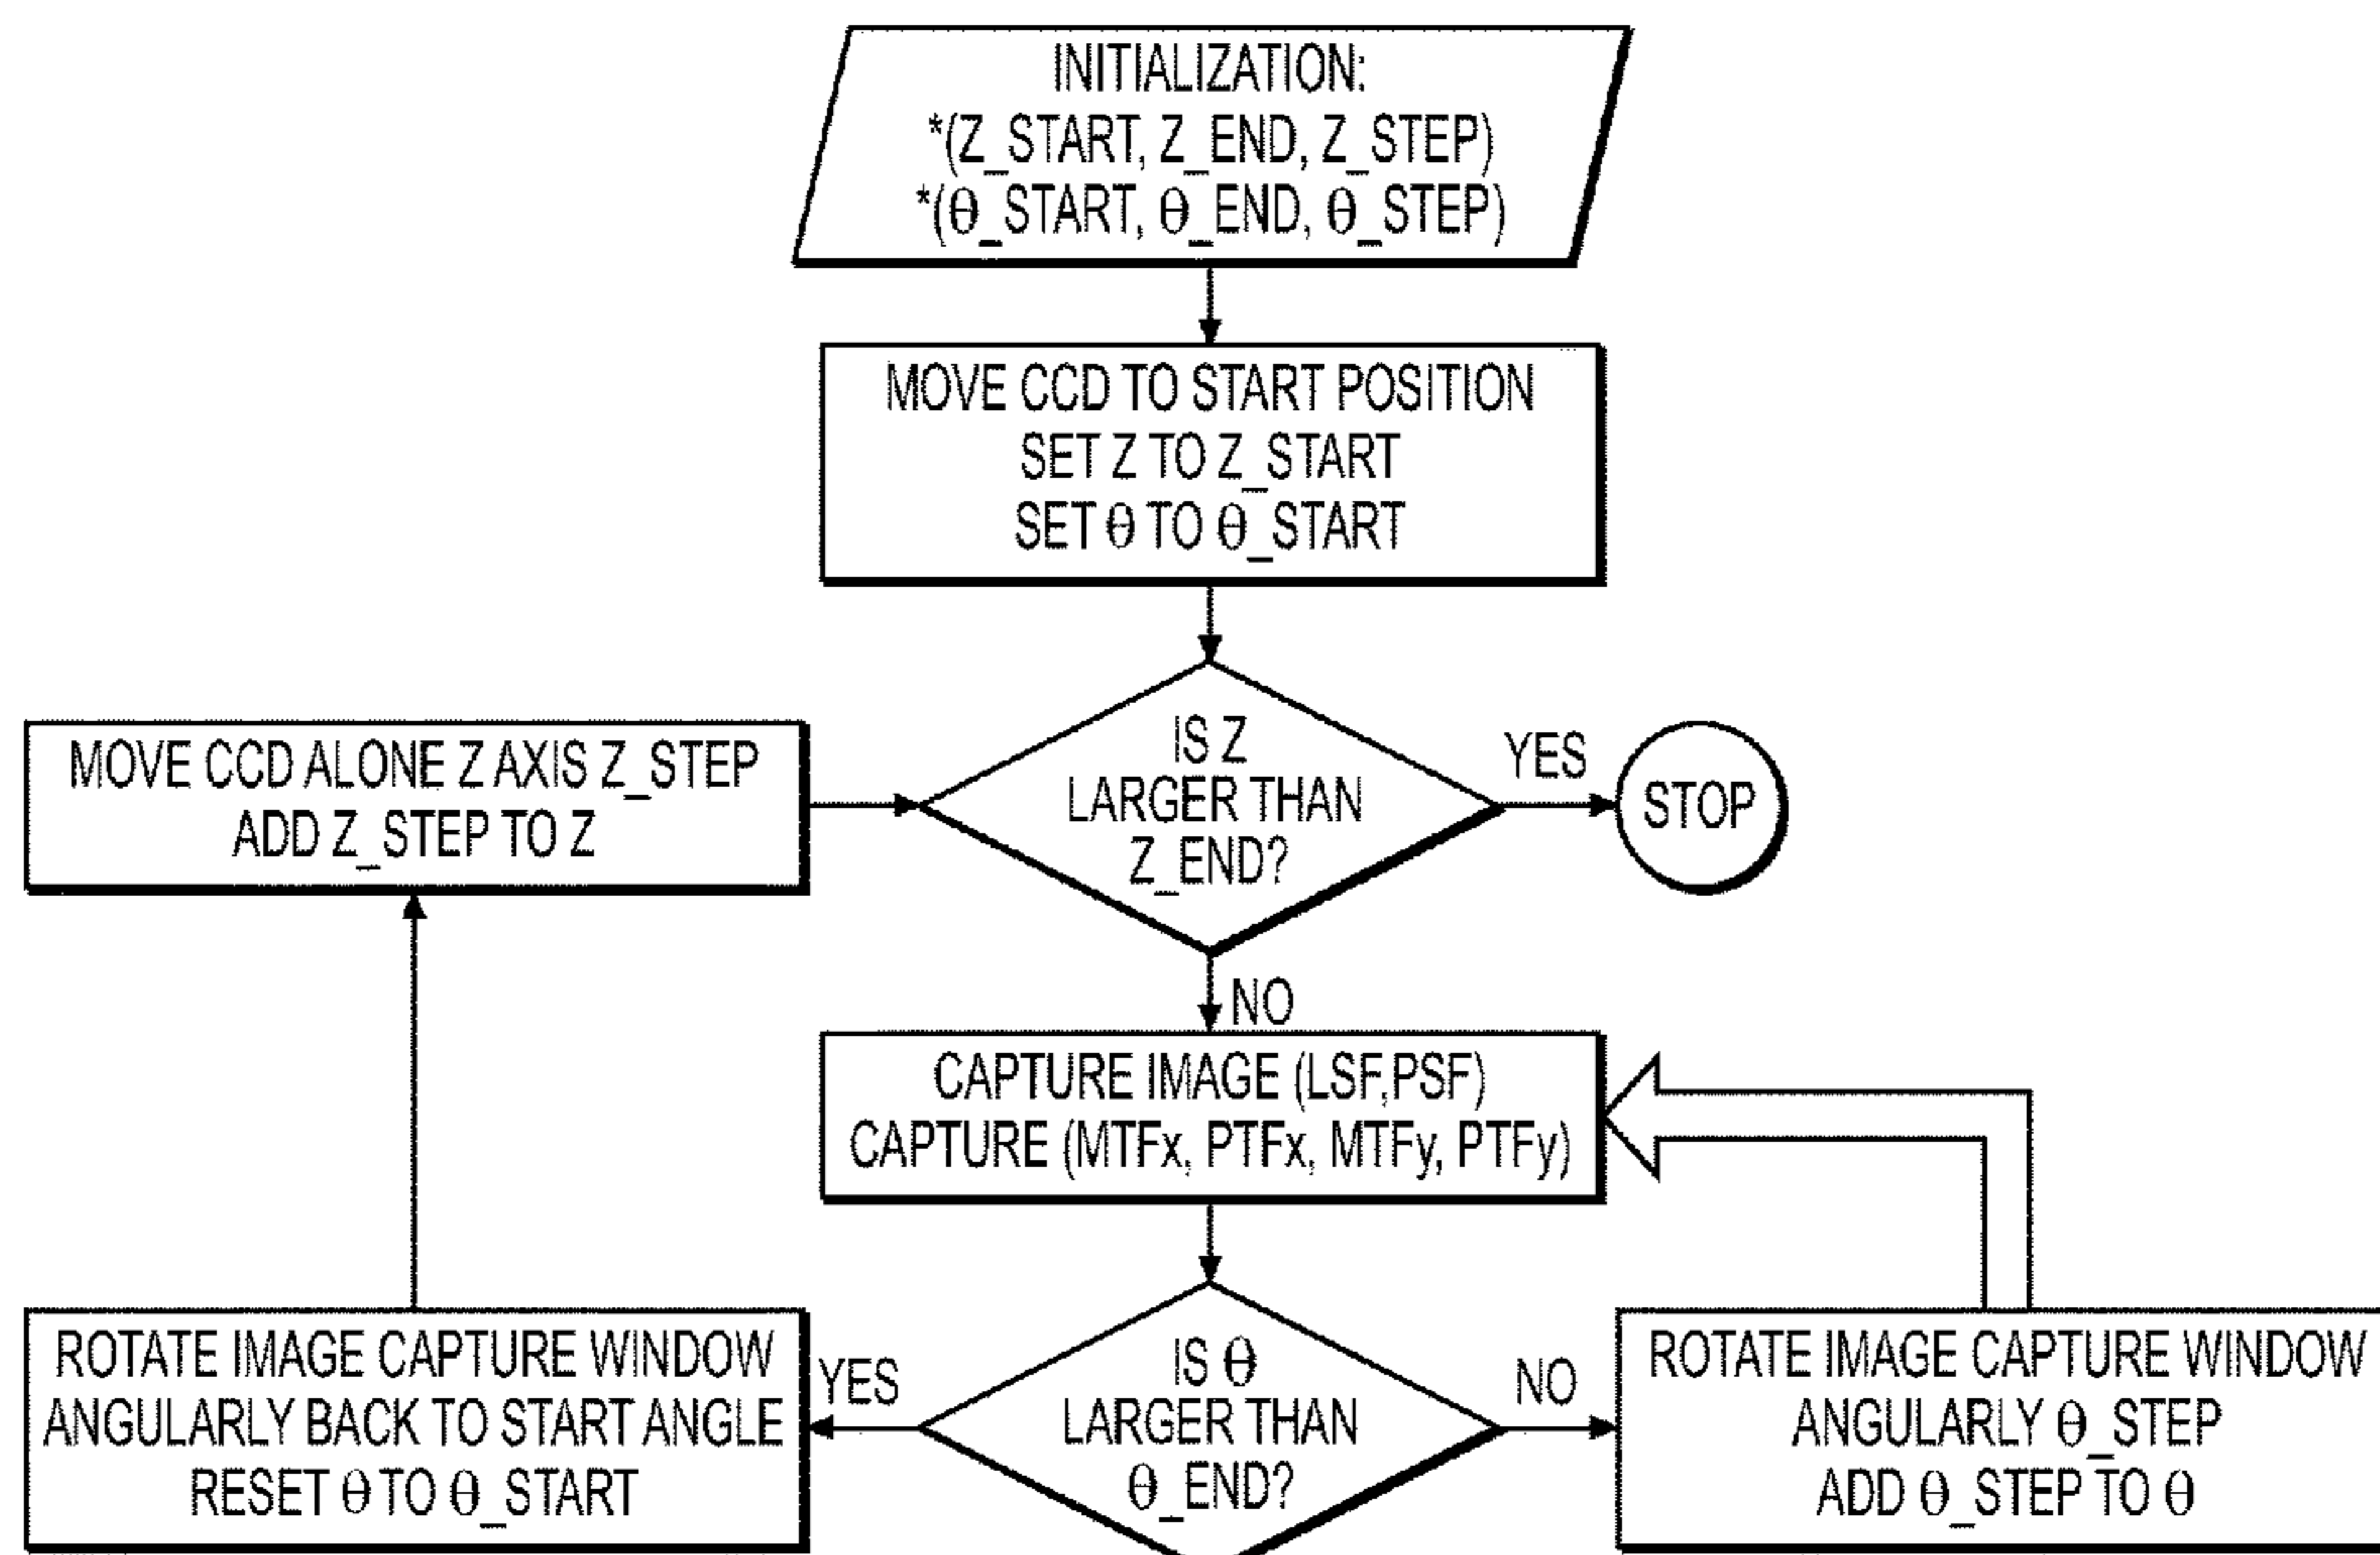 INITIALIZATION:
*(Z_START, Z_END, Z_STEP)
*(θ_START, θ_END, θ_STEP)
MOVE CCD TO START POSITION
SET Z TO Z_START
SET θ TO θ_START
MOVE CCD ALONE Z AXIS Z_STEP
ADD Z_STEP TO Z
IS Z
LARGER THAN
Z_END?
YES
STOP
NO
CAPTURE IMAGE (LSF,PSF)
CAPTURE (MTFx, PTFx, MTFy, PTFy)
ROTATE IMAGE CAPTURE WINDOW
ANGULARLY BACK TO START ANGLE
RESET θ TO θ_START
YES
IS θ
LARGER THAN
θ_END?
NO
ROTATE IMAGE CAPTURE WINDOW
ANGULARLY θ_STEP
ADD θ_STEP TO θ